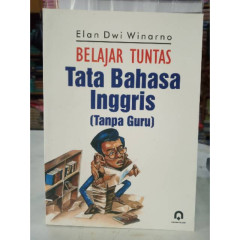 Elan Dwi Winarno
BELAJAR TUNTAS
Tata Bahasa
Inggris
(Tanpa Guru)